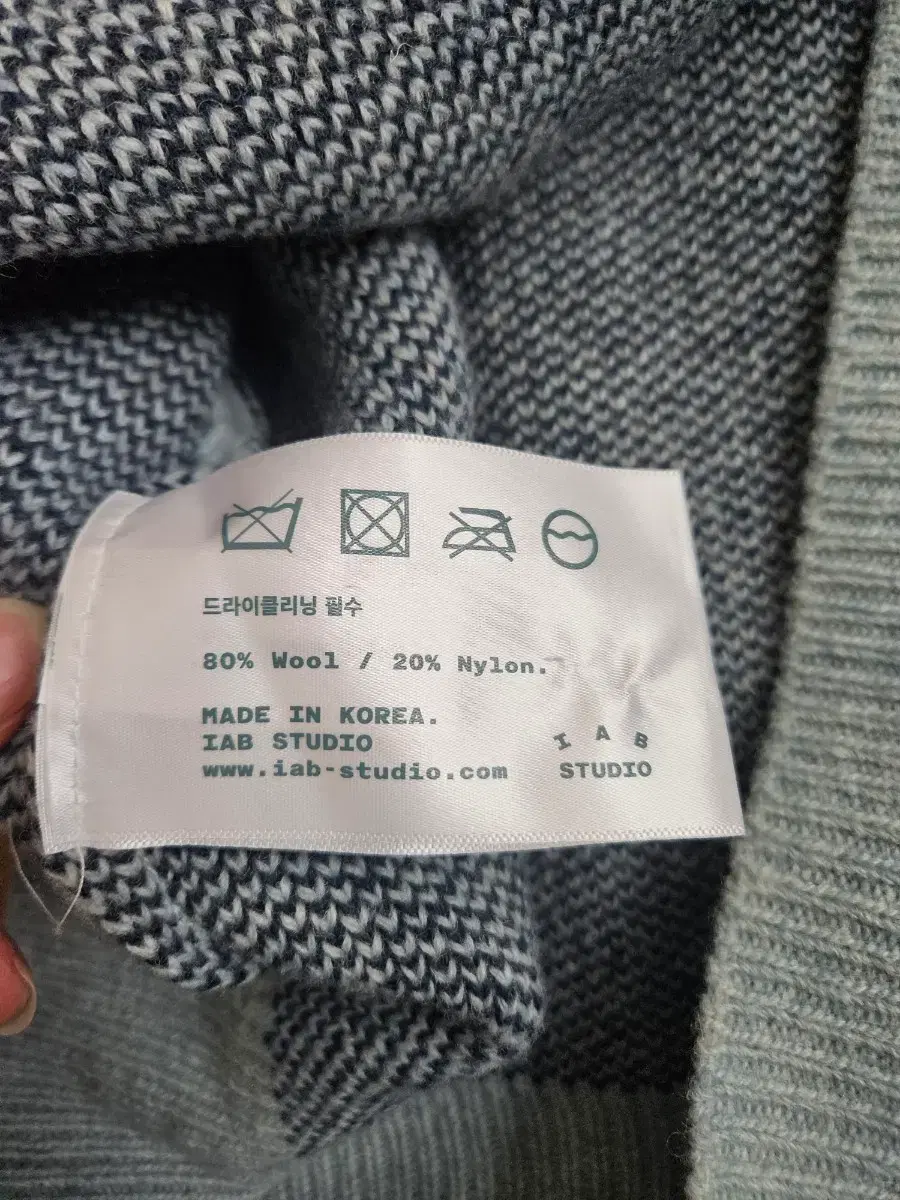 드라이클리닝 필수
80% Wool / 20% Nylon.
MADE IN KOREA.
IAB STUDIO
www.iab-studio.com
I A B
STUDIO